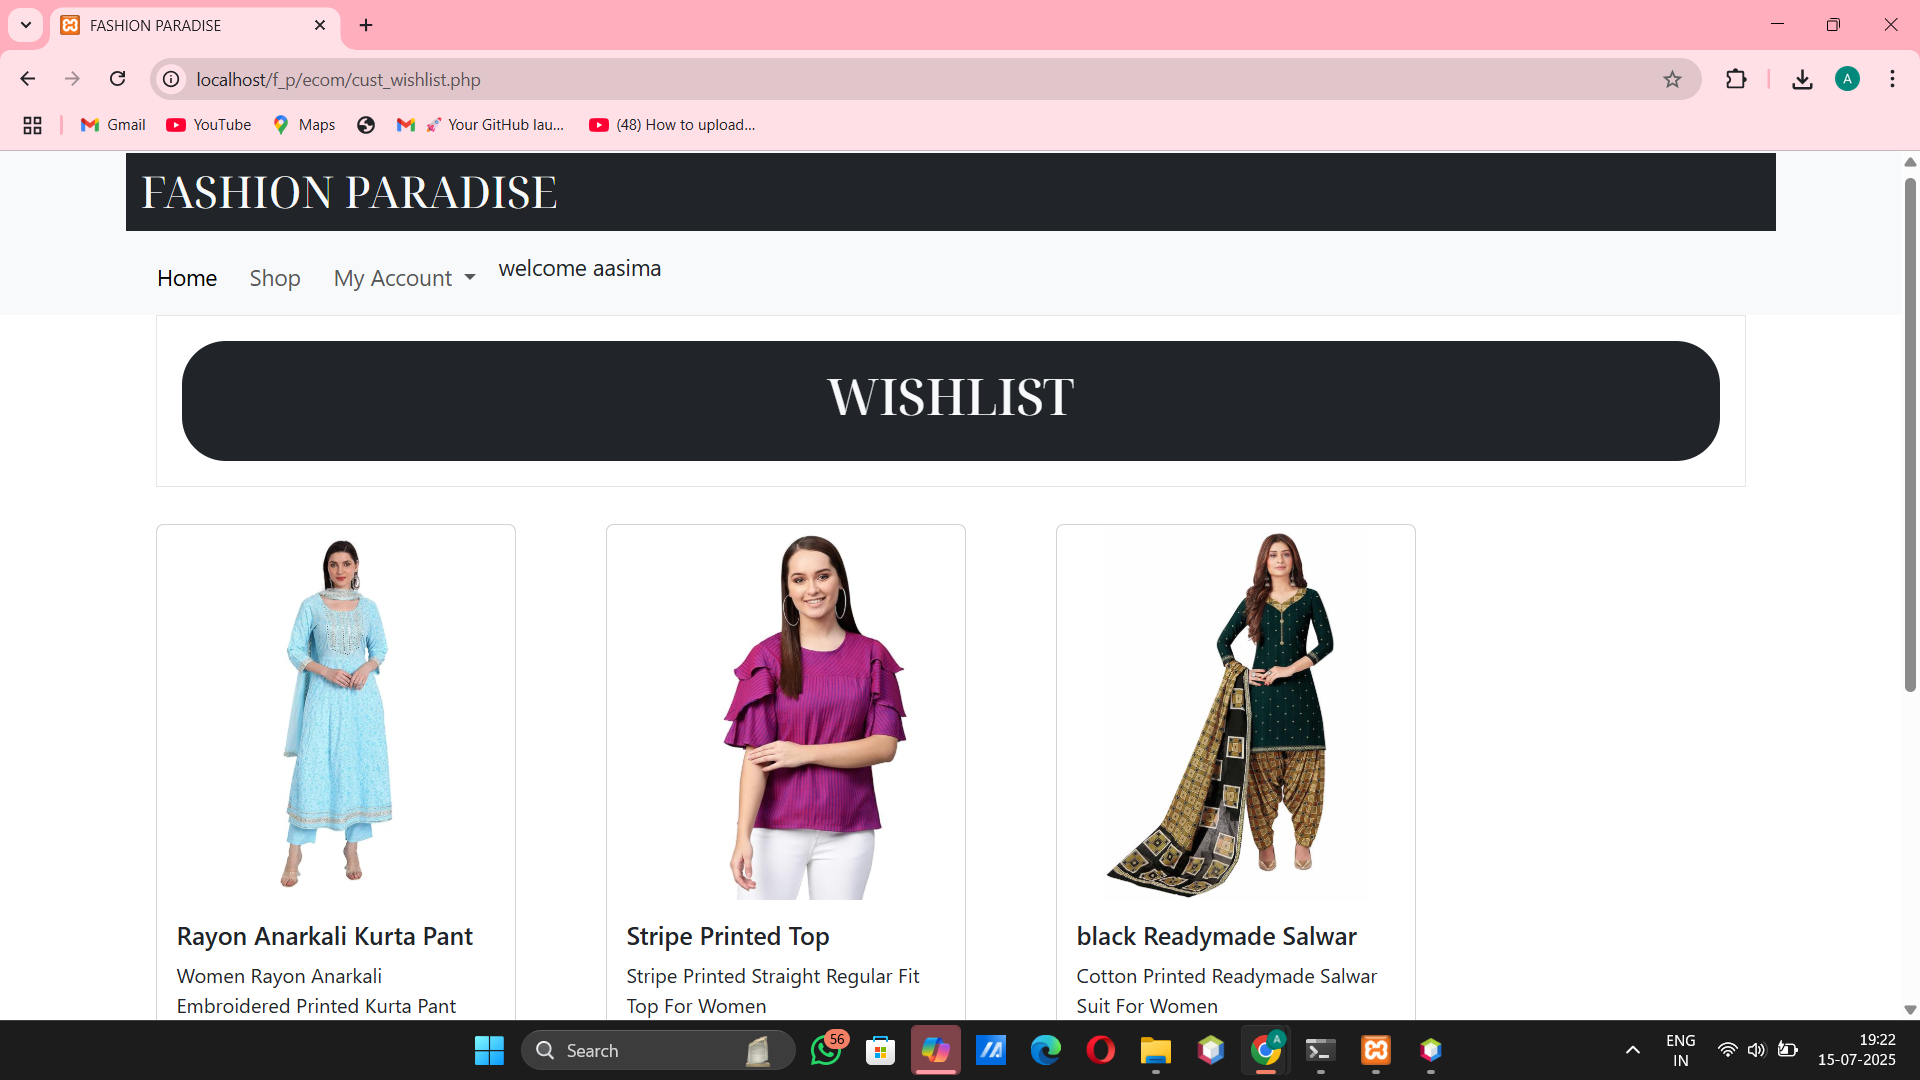 FASHION PARADISE
localhost/f_p/ecom/cust_wishlist.php
A
Gmail
YouTube
Maps
🚀 Your GitHub lau...
(48) How to upload...
FASHION PARADISE
Home
Shop
My Account
welcome aasima
WISHLIST
Rayon Anarkali Kurta Pant
Women Rayon Anarkali
Embroidered Printed Kurta Pant
Stripe Printed Top
Stripe Printed Straight Regular Fit
Top For Women
black Readymade Salwar
Cotton Printed Readymade Salwar
Suit For Women
Search
56
A
ENG
IN
19:22
15-07-2025